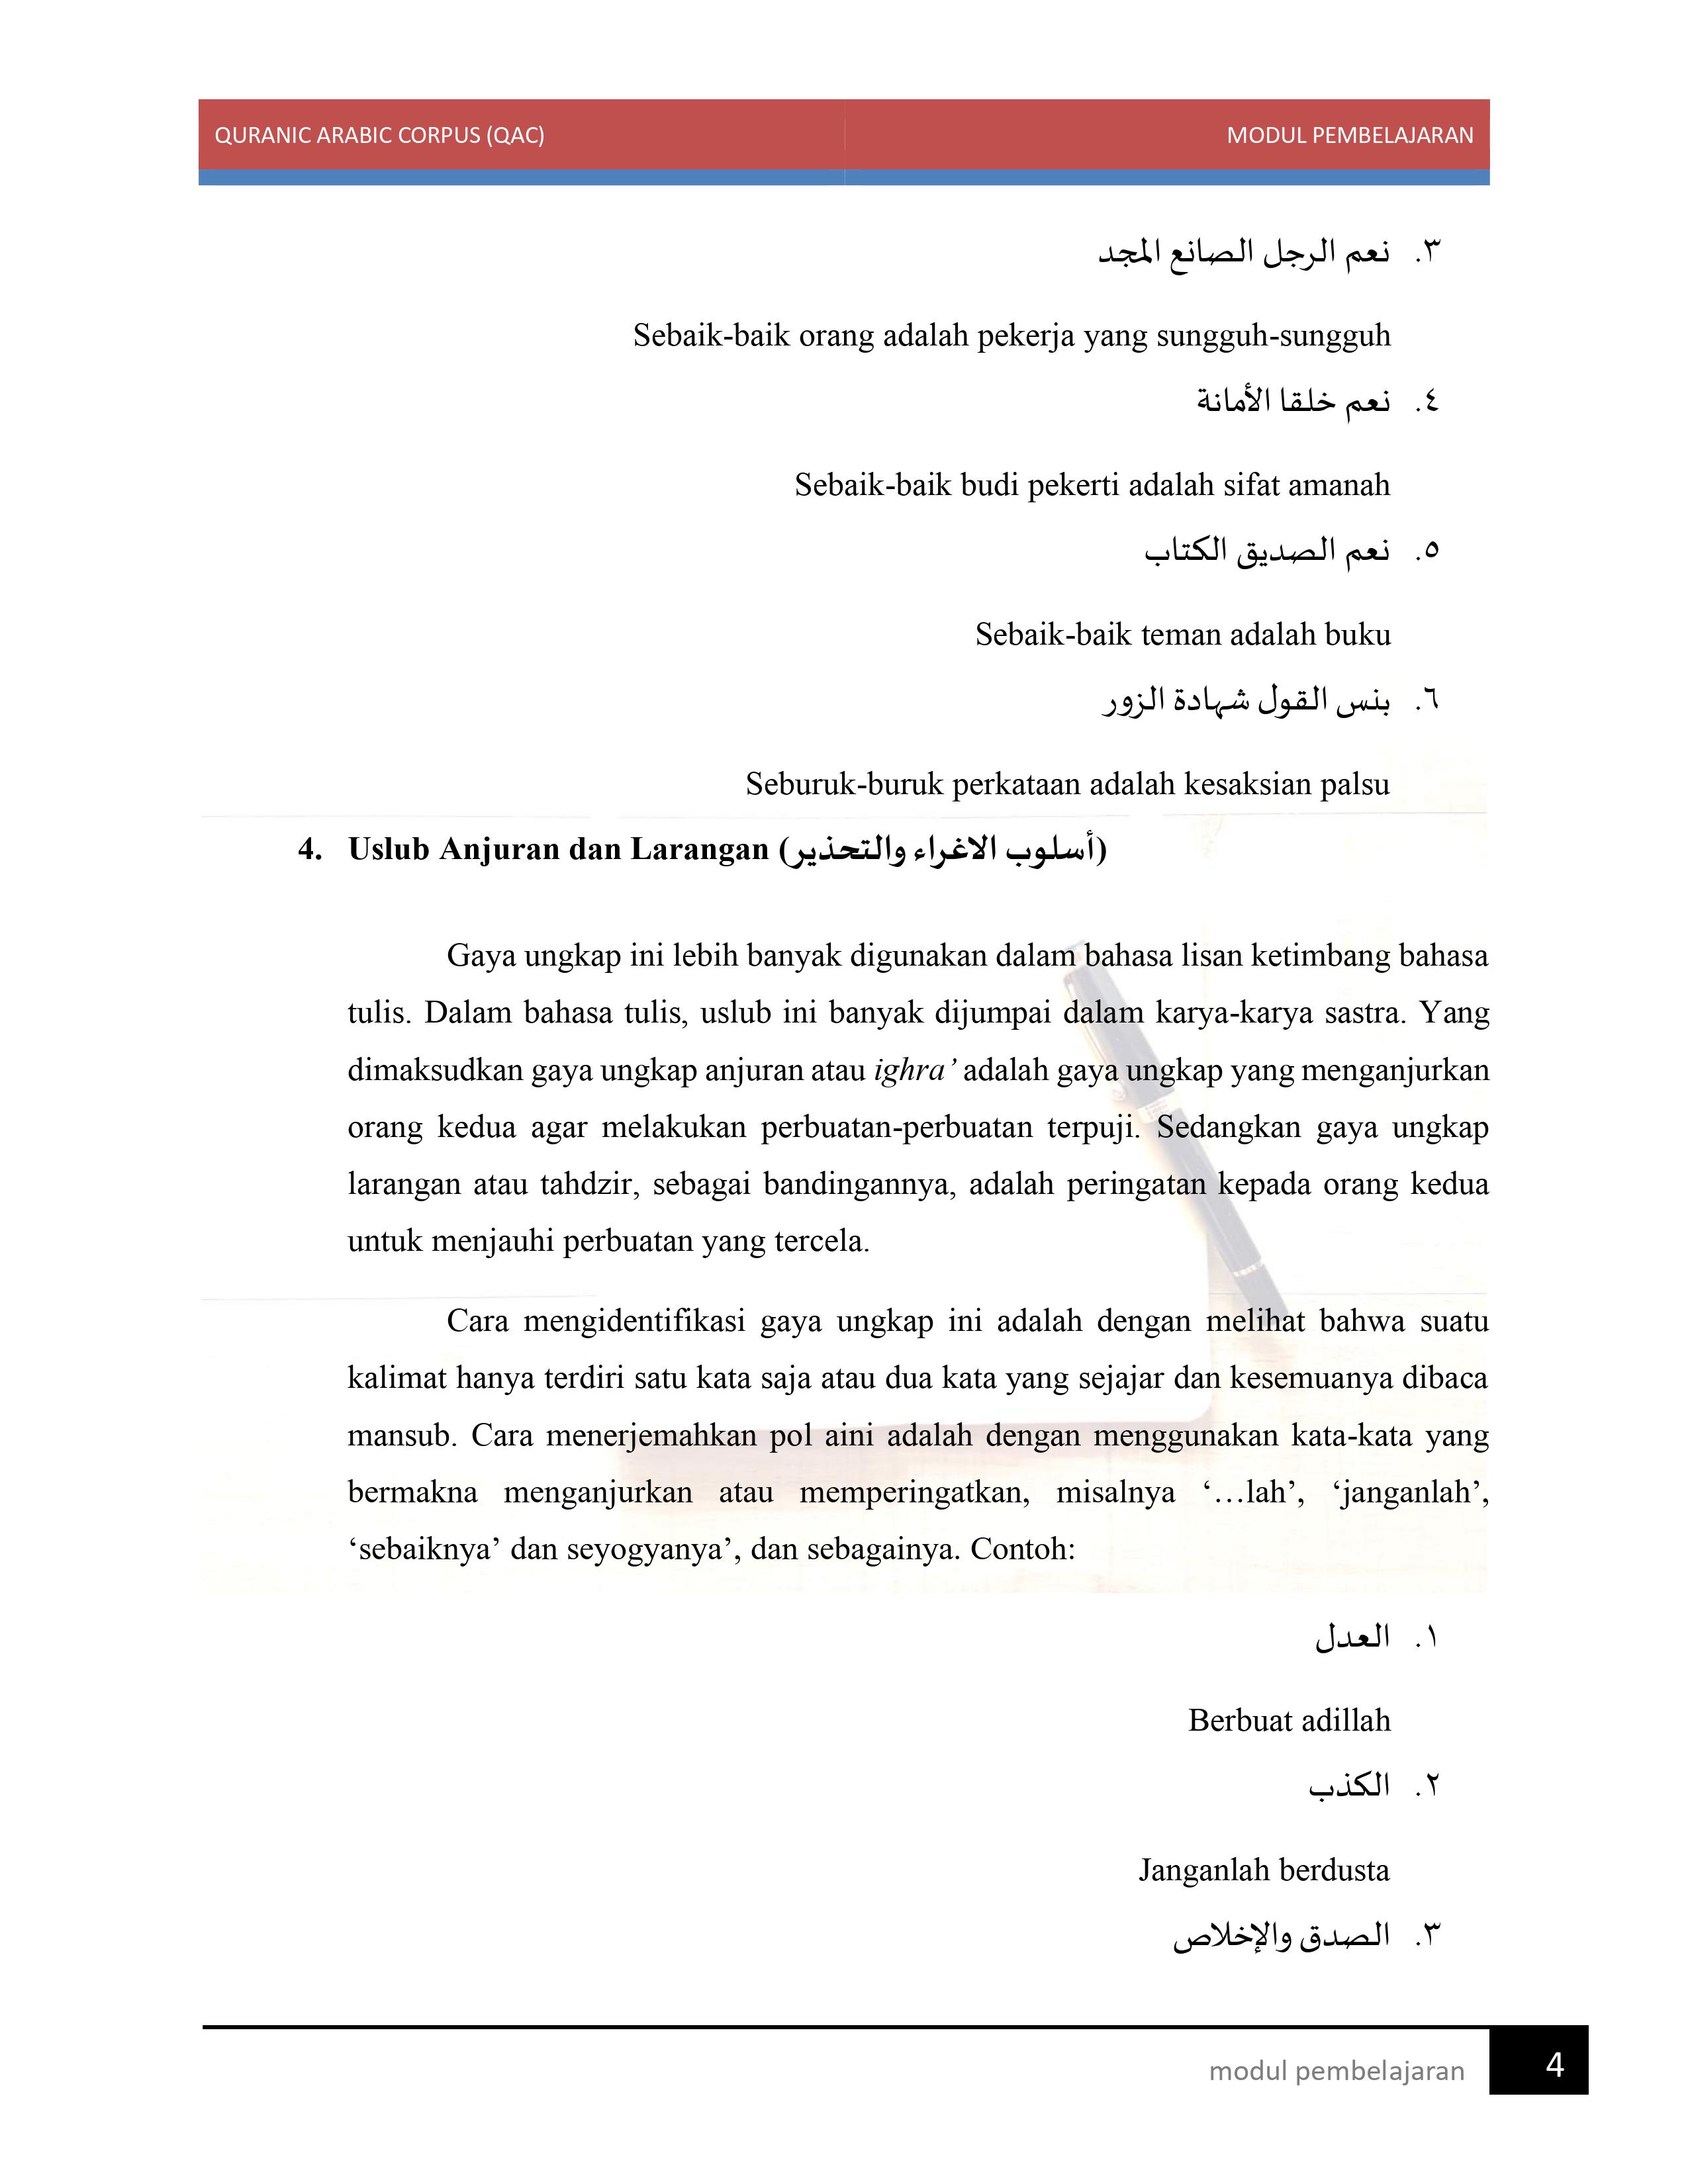 QURANIC ARABIC CORPUS (QAC) MODUL PEMBELAJARAN
٣. نعم الرجل الصانع المجد
Sebaik-baik orang adalah pekerja yang sungguh-sungguh
٤. نعم خلقا الأمانة
Sebaik-baik budi pekerti adalah sifat amanah
٥. نعم الصديق الكتاب
Sebaik-baik teman adalah buku
٦. بنس القول شهادة الزور
Seburuk-buruk perkataan adalah kesaksian palsu
4. Uslub Anjuran dan Larangan (أسلوب الاغراء والتحذير)
Gaya ungkap ini lebih banyak digunakan dalam bahasa lisan ketimbang bahasa
tulis. Dalam bahasa tulis, uslub ini banyak dijumpai dalam karya-karya sastra. Yang
dimaksudkan gaya ungkap anjuran atau ighra’ adalah gaya ungkap yang menganjurkan
orang kedua agar melakukan perbuatan-perbuatan terpuji. Sedangkan gaya ungkap
larangan atau tahdzir, sebagai bandingannya, adalah peringatan kepada orang kedua
untuk menjauhi perbuatan yang tercela.
Cara mengidentifikasi gaya ungkap ini adalah dengan melihat bahwa suatu
kalimat hanya terdiri satu kata saja atau dua kata yang sejajar dan kesemuanya dibaca
mansub. Cara menerjemahkan pol aini adalah dengan menggunakan kata-kata yang
bermakna menganjurkan atau memperingatkan, misalnya ‘…lah’, ‘janganlah’,
‘sebaiknya’ dan seyogyanya’, dan sebagainya. Contoh:
١. العدل
Berbuat adillah
٢. الكذب
Janganlah berdusta
٣. الصدق والإخلاص
modul pembelajaran 4